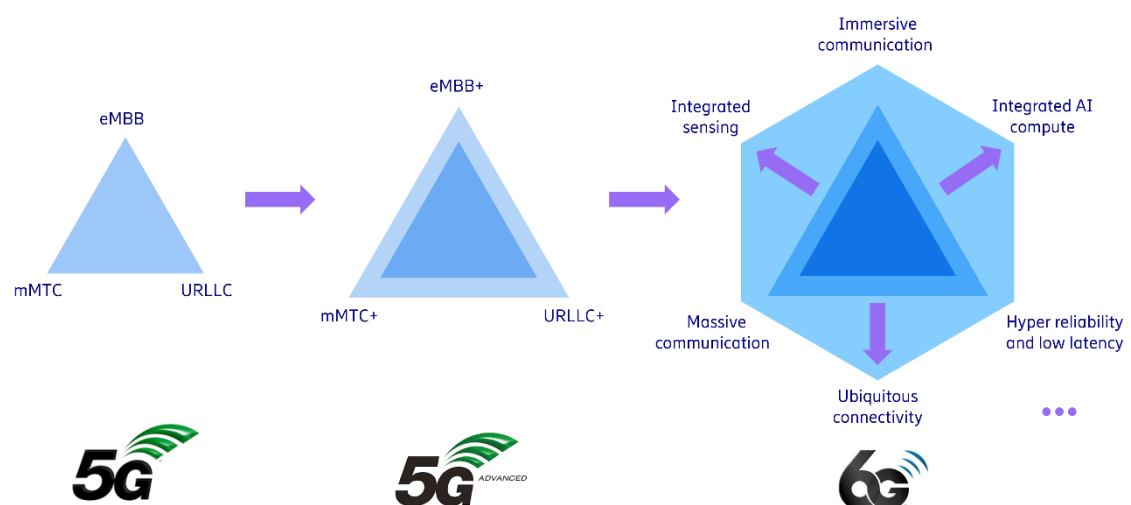 eMBB
mMTC
URLLC
eMBB+
mMTC+
URLLC+
Immersive
communication
Integrated
sensing
Integrated AI
compute
Massive
communication
Hyper reliability
and low latency
Ubiquitous
connectivity
5G
5G
ADVANCED
6G